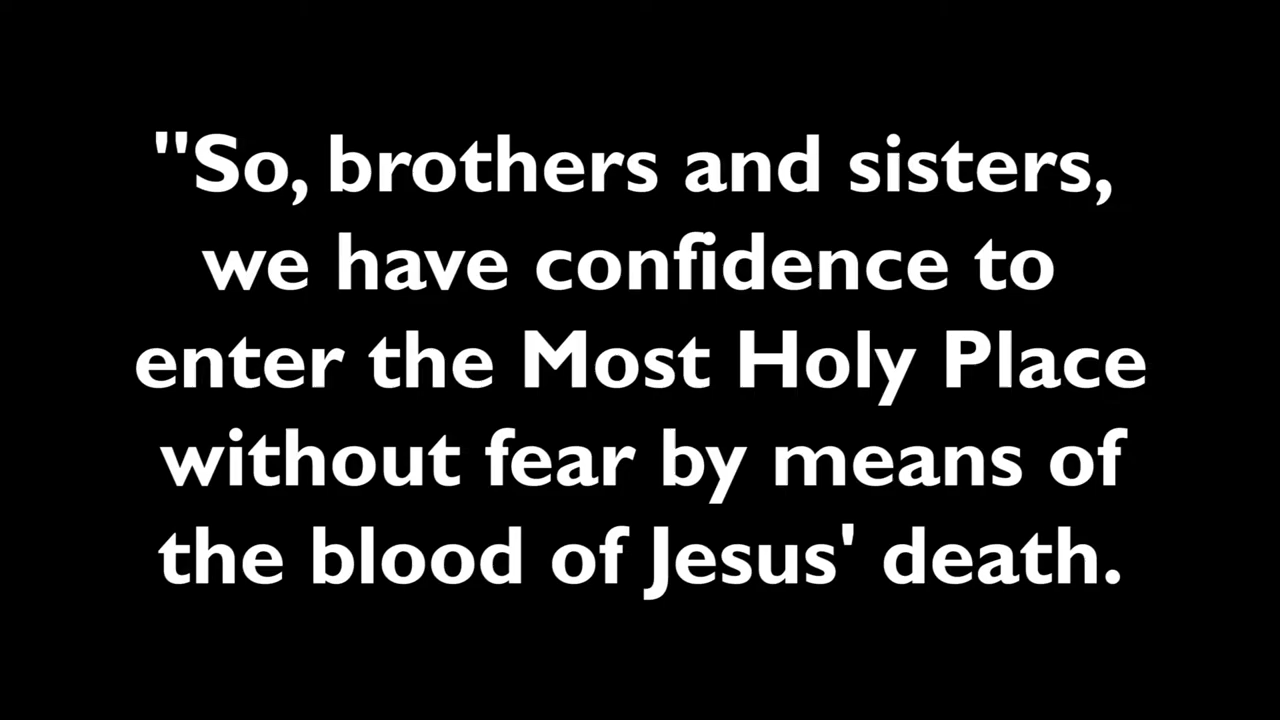 "So, brothers and sisters,
we have confidence to
enter the Most Holy Place
without fear by means of
the blood of Jesus' death.